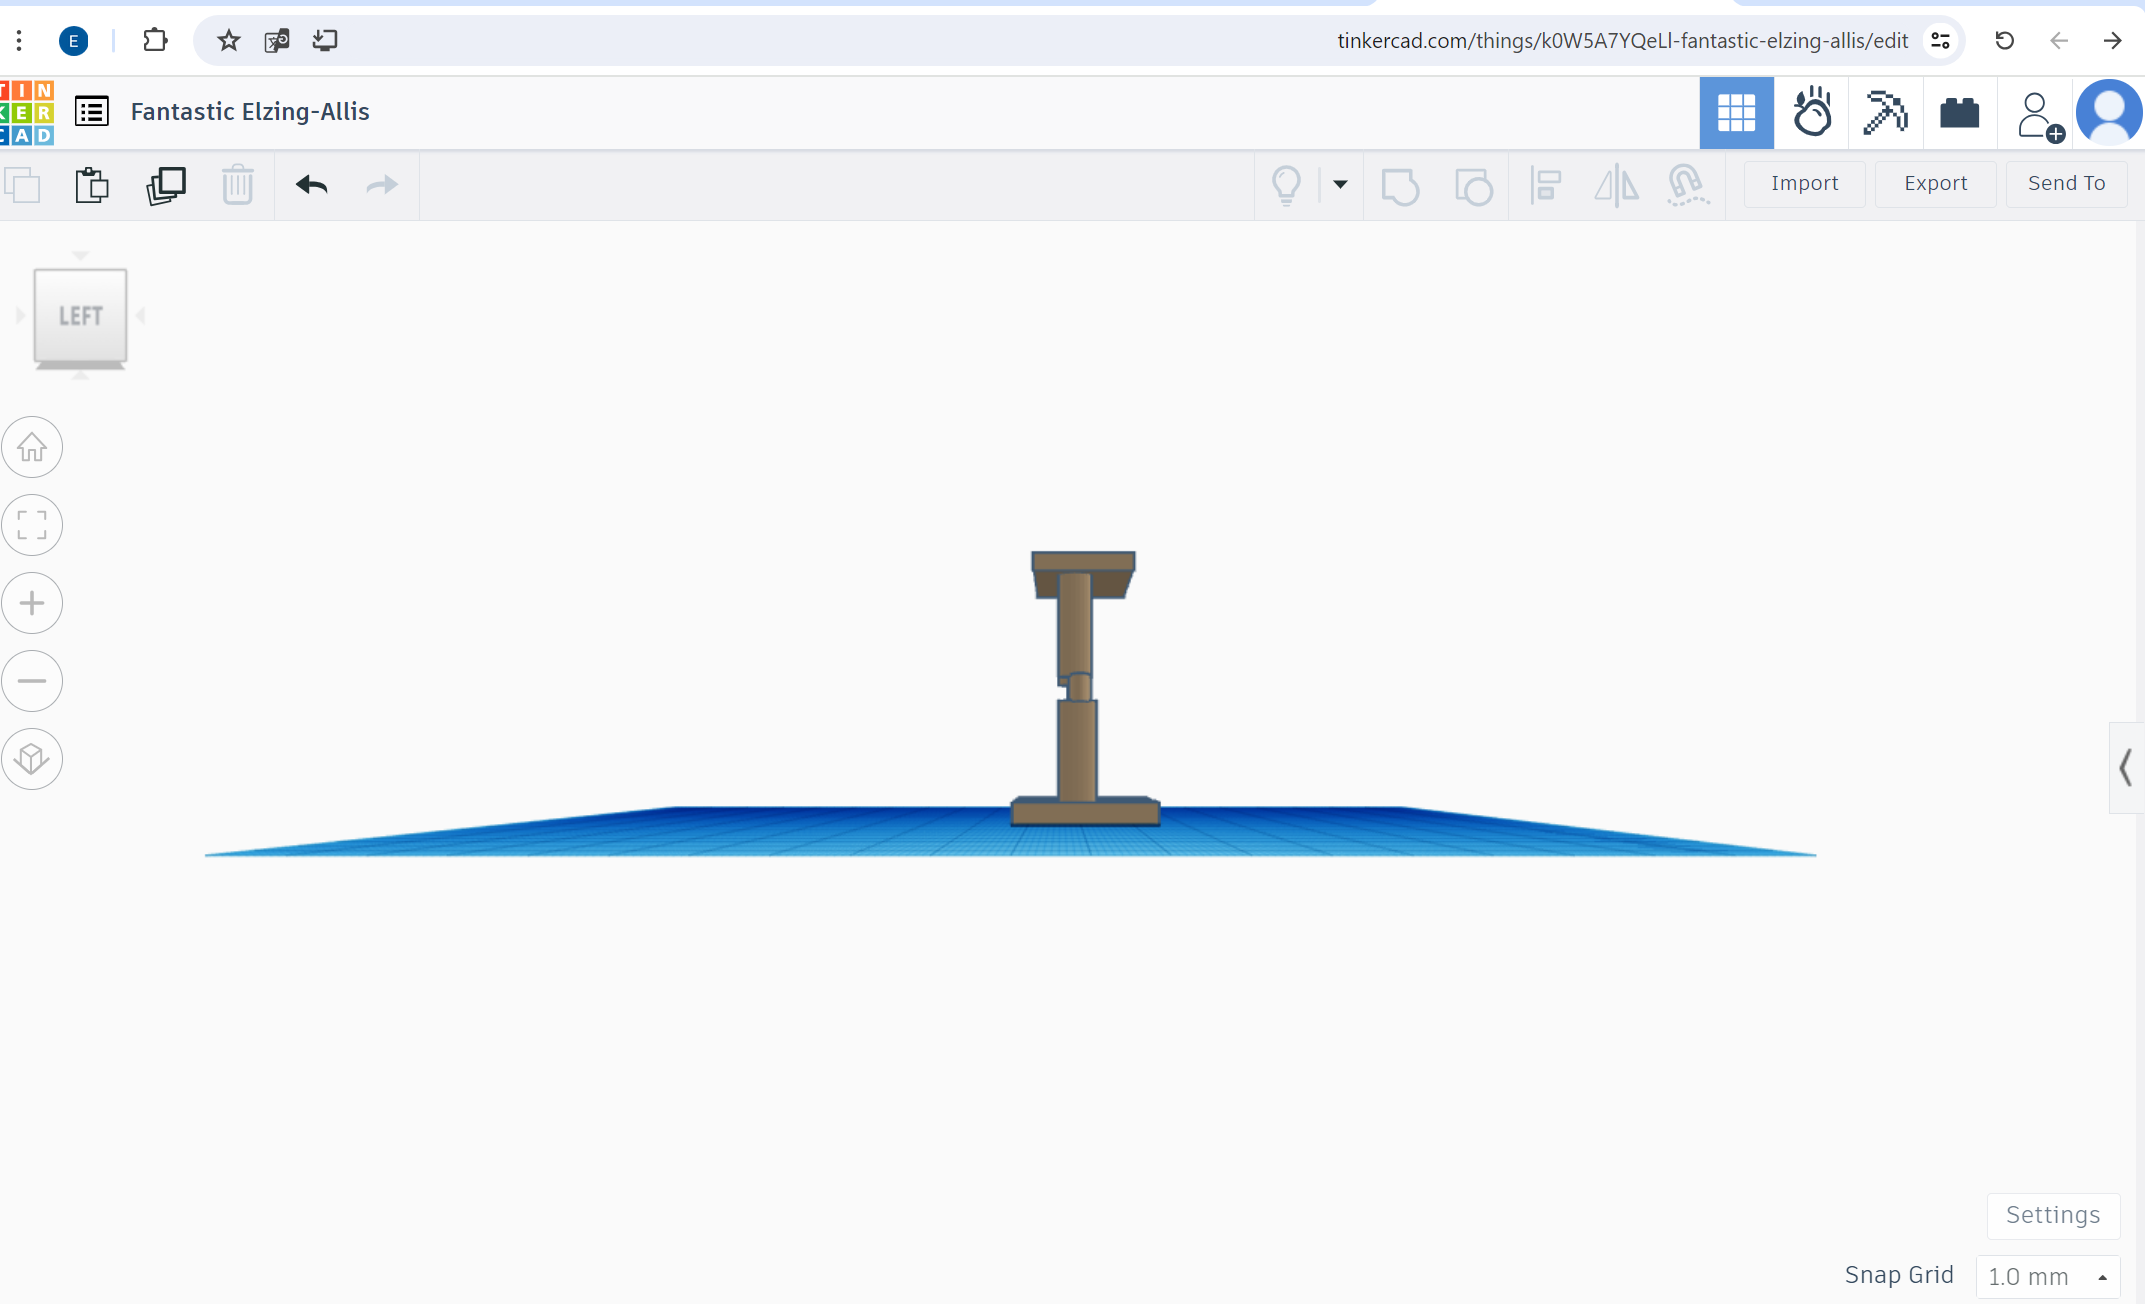 E
tinkercad.com/things/k0W5A7YQeLl-fantastic-elzing-allis/edit
TIN
KER
CAD
Fantastic Elzing-Allis
Import
Export
Send To
LEFT
Settings
Snap Grid
1.0 mm